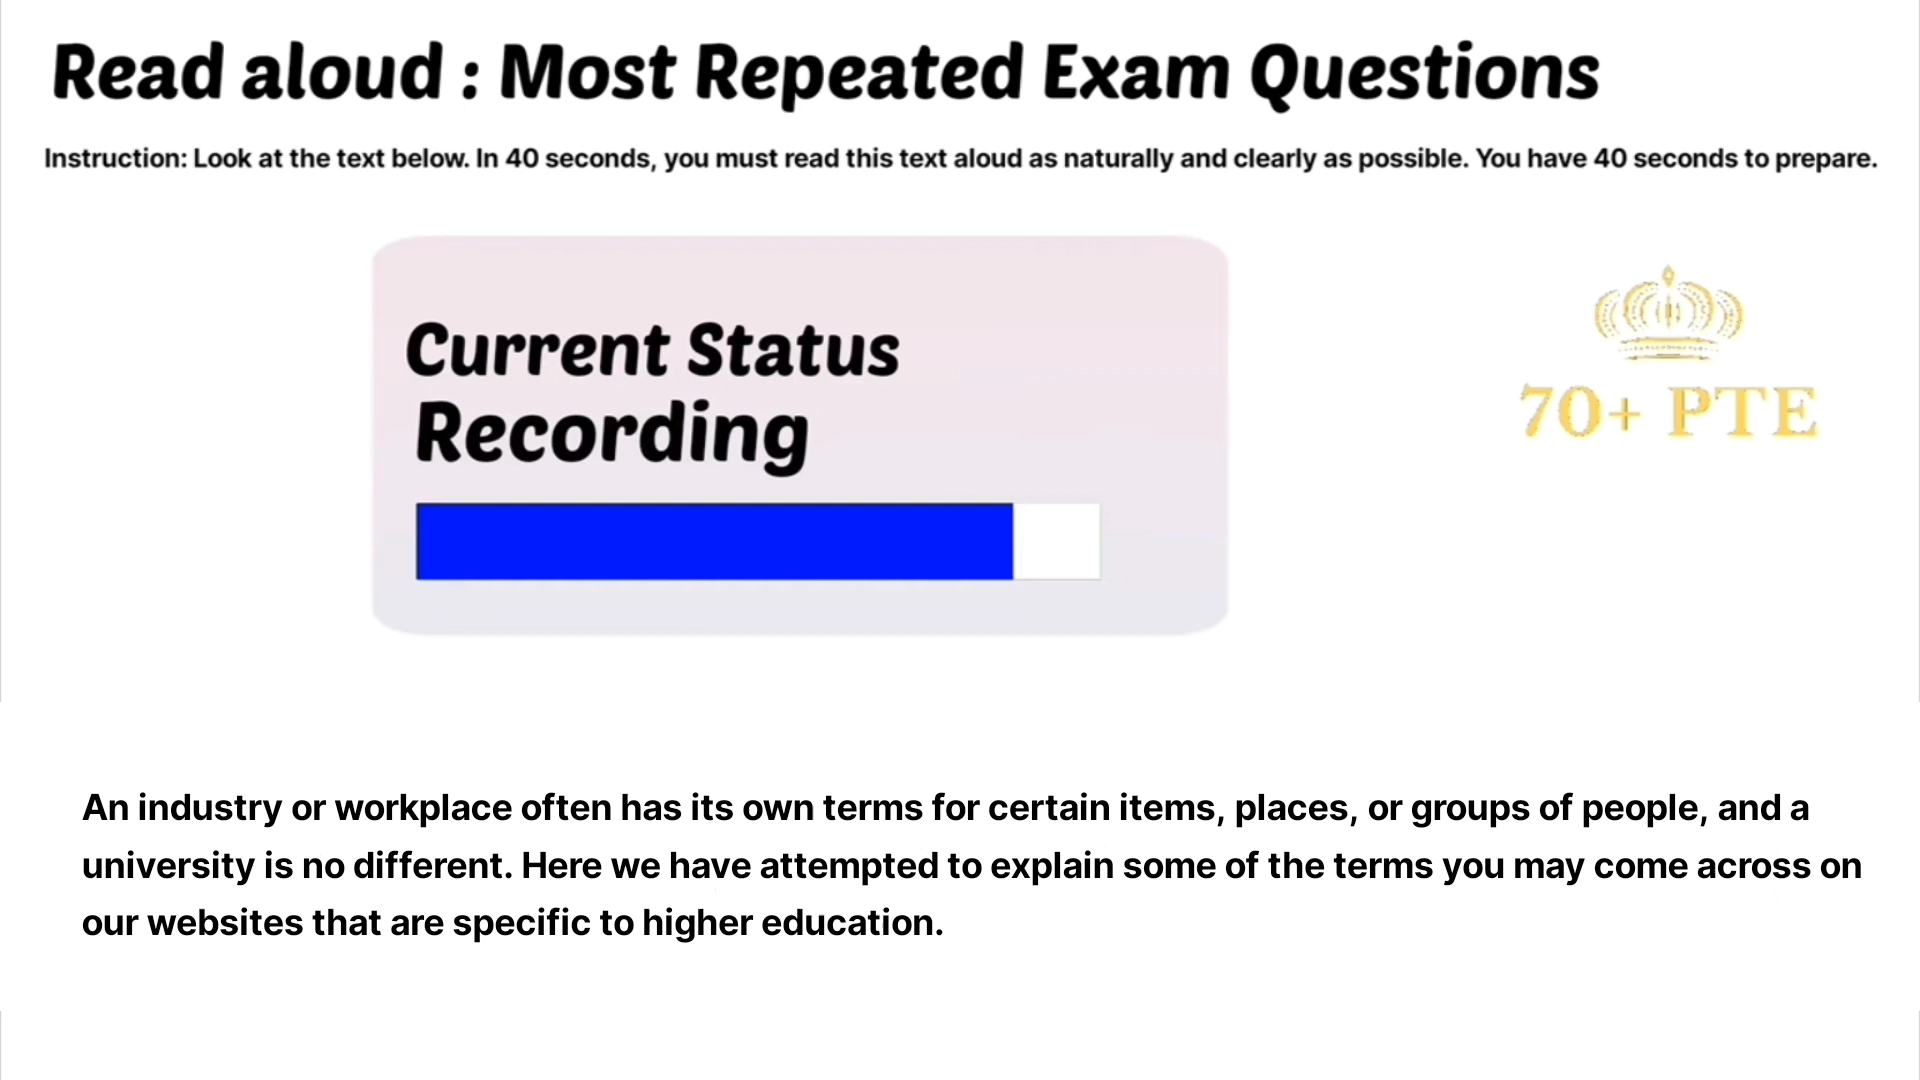 Read aloud : Most Repeated Exam Questions
Instruction: Look at the text below. In 40 seconds, you must read this text aloud as naturally and clearly as possible. You have 40 seconds to prepare.
Current Status
Recording
70+ PTE
An industry or workplace often has its own terms for certain items, places, or groups of people, and a
university is no different. Here we have attempted to explain some of the terms you may come across on
our websites that are specific to higher education.